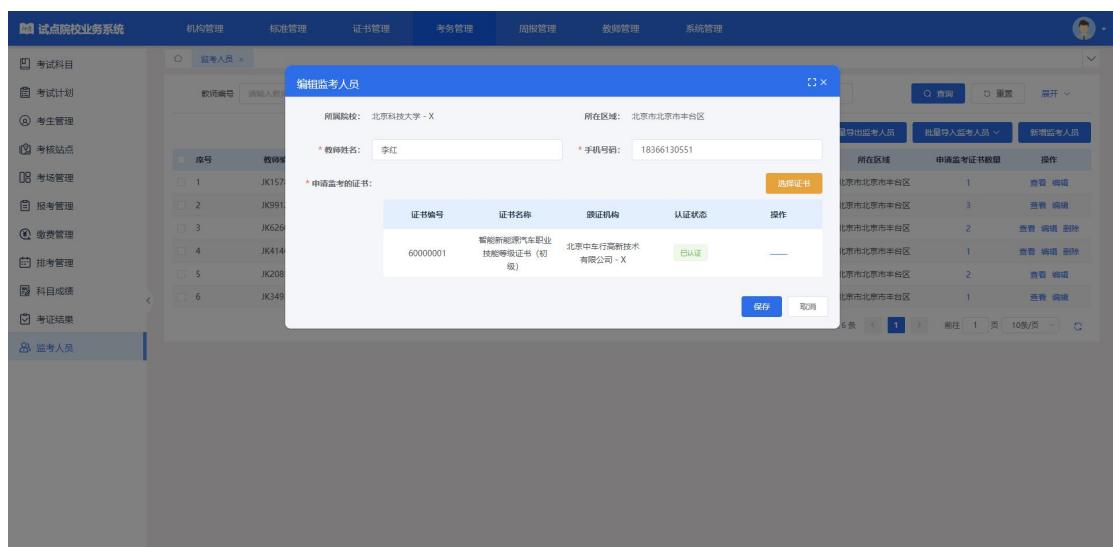 试点院校业务系统 机构管理 标准管理 证书管理 考务管理 周报管理 教师管理 系统管理
考试科目
考试计划
考生管理
考核站点
考场管理
报考管理
缴费管理
排考管理
科目成绩
考证结果
监考人员
监考人员 ×
教师编号 查询 重置 展开
导出监考人员 批量导入监考人员 新增监考人员
序号 所在区域 申请监考证书数量 操作
1 JK157 北京市北京市丰台区 1 查看 编辑
2 JK991 北京市北京市丰台区 3 查看 编辑
3 JK626 北京市北京市丰台区 2 查看 编辑 删除
4 JK414 北京市北京市丰台区 1 查看 编辑 删除
5 JK208 北京市北京市丰台区 2 查看 编辑
6 JK349 北京市北京市丰台区 1 查看 编辑
6 条 1 前往 1 页 10条/页
编辑监考人员
所属院校: 北京科技大学 - X 所在区域: 北京市北京市丰台区
* 教师姓名: 李红 * 手机号码: 18366130551
* 申请监考的证书: 选择证书
证书编号 证书名称 颁证机构 认证状态 操作
60000001 智能新能源汽车职业 北京中车行高新技术 已认证 ——
技能等级证书（初 有限公司 - X
级）
保存 取消